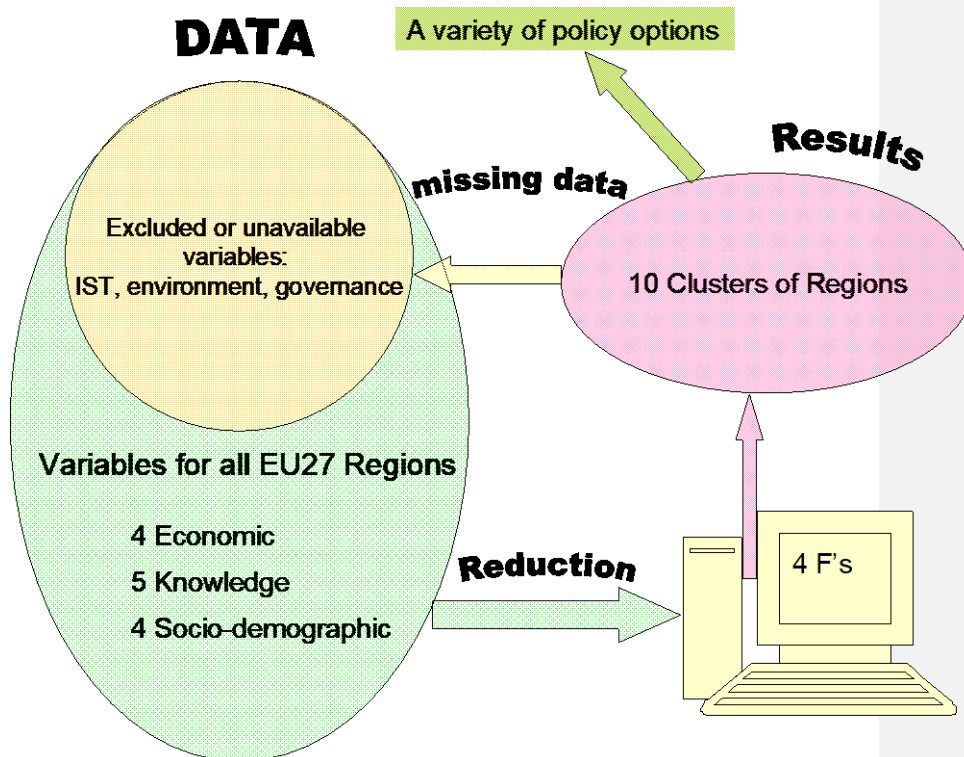 DATA
A variety of policy options
Results
missing data
Excluded or unavailable
variables:
IST, environment, governance
10 Clusters of Regions
Variables for all EU27 Regions
4 Economic
5 Knowledge
4 Socio-demographic
Reduction
4 F's